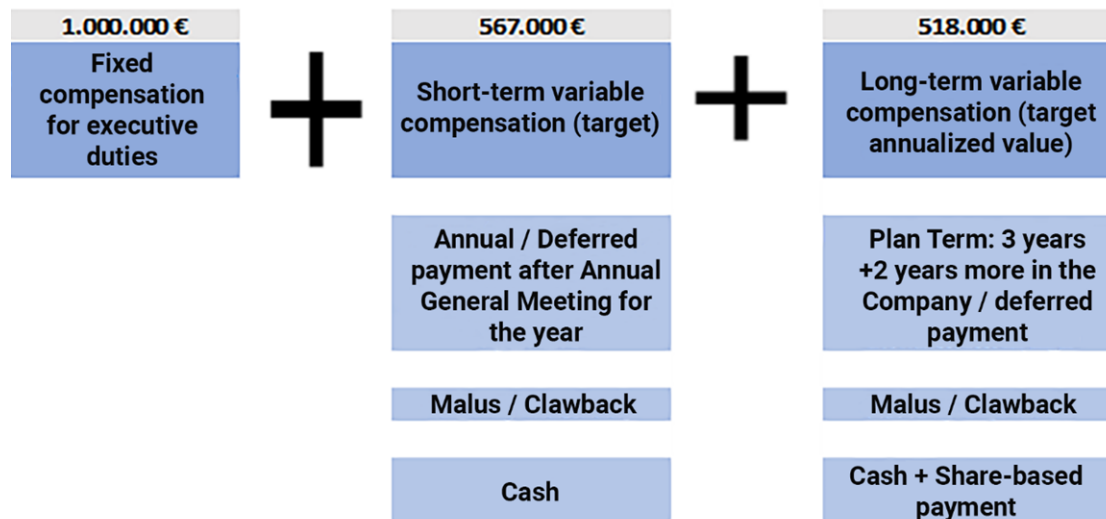 1.000.000 €
Fixed
compensation
for executive
duties
567.000 €
Short-term variable
compensation (target)
518.000 €
Long-term variable
compensation (target
annualized value)
Annual / Deferred
payment after Annual
General Meeting for
the year
Plan Term: 3 years
+2 years more in the
Company / deferred
payment
Malus / Clawback
Malus / Clawback
Cash
Cash + Share-based
payment